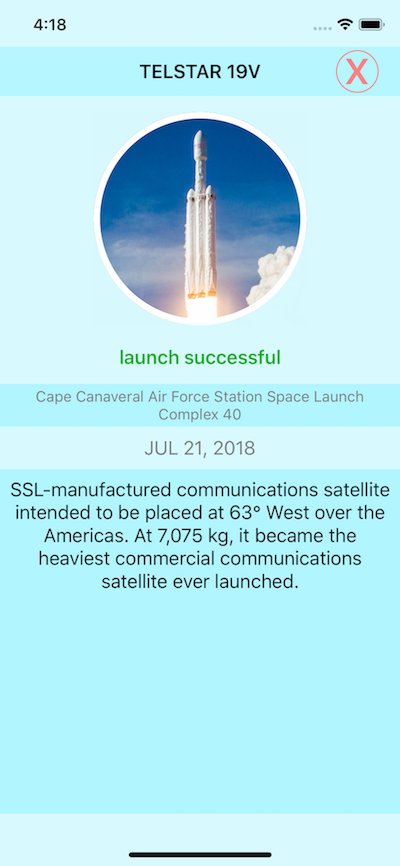 4:18
TELSTAR 19V
X
launch successful
Cape Canaveral Air Force Station Space Launch
Complex 40
JUL 21, 2018
SSL-manufactured communications satellite
intended to be placed at 63° West over the
Americas. At 7,075 kg, it became the
heaviest commercial communications
satellite ever launched.